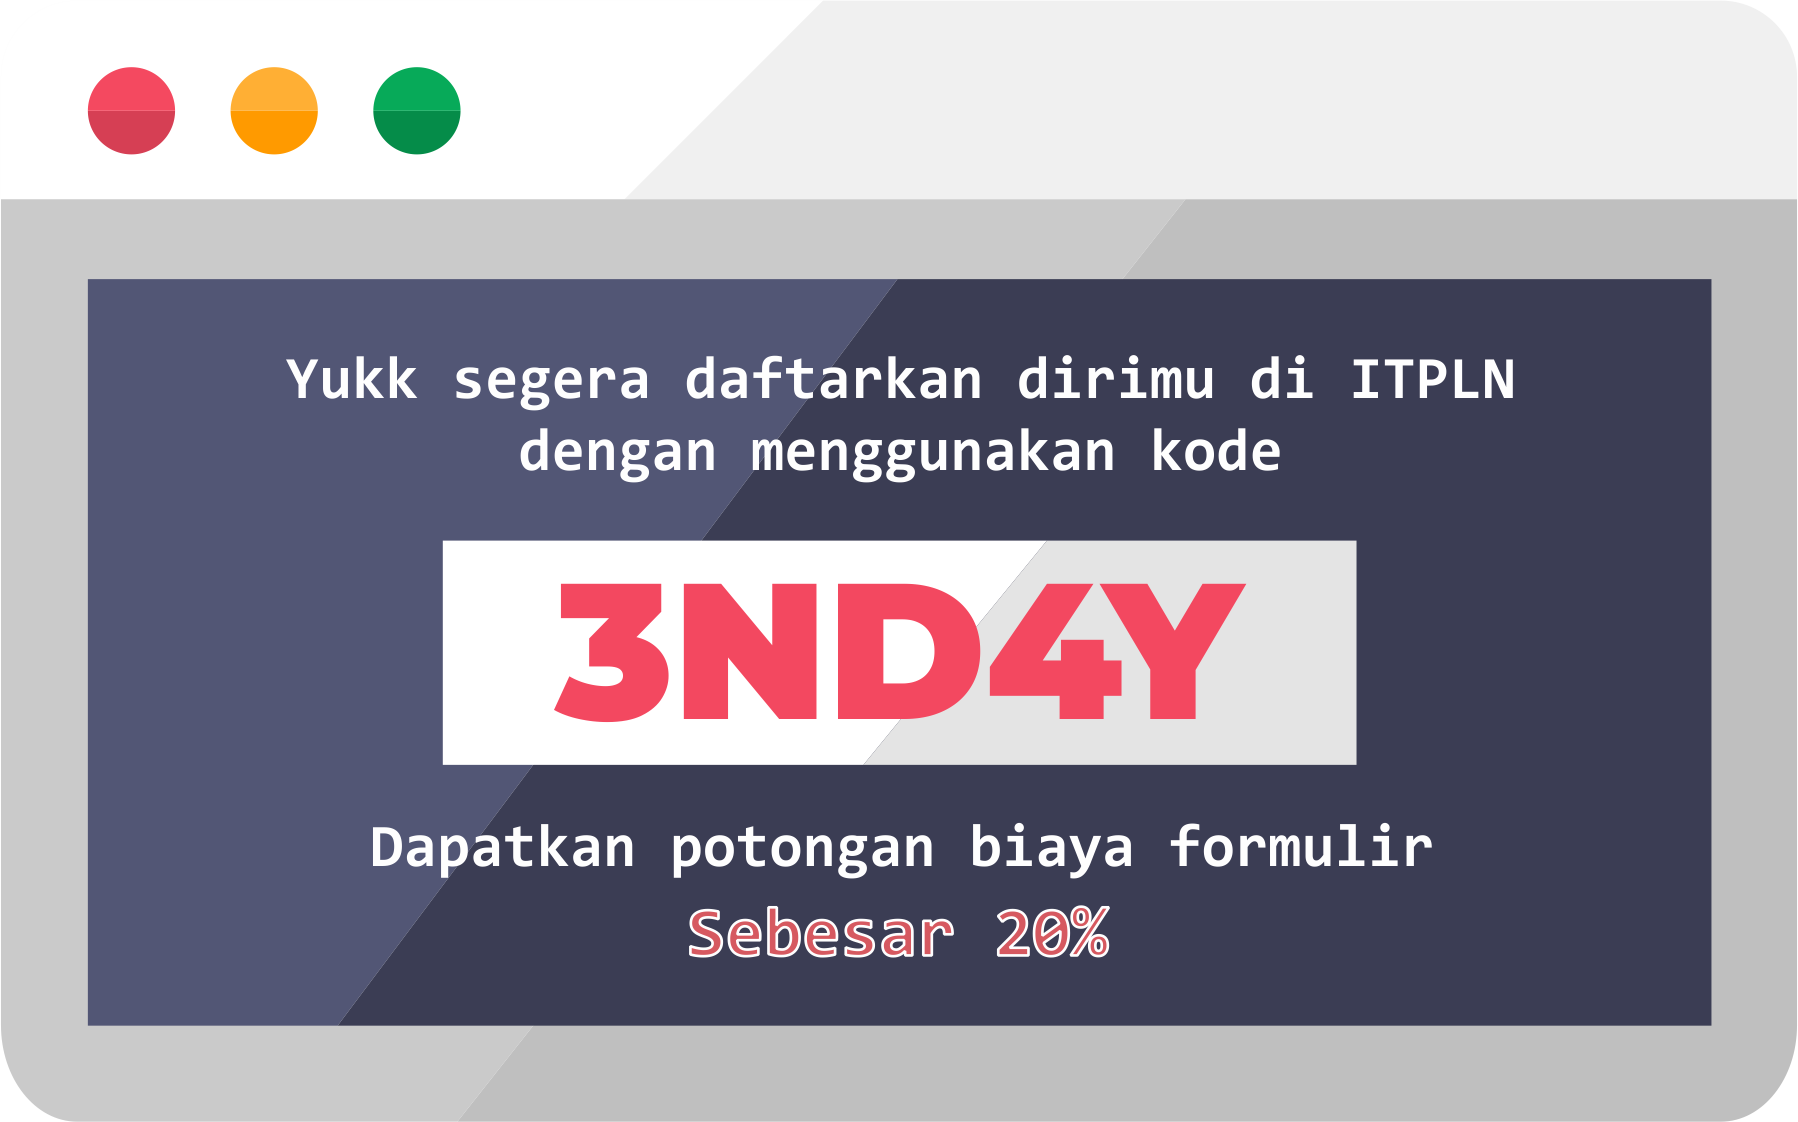 Yukk segera daftarkan dirimu di ITPLN
dengan menggunakan kode
3ND4Y
Dapatkan potongan biaya formulir
Sebesar 20%